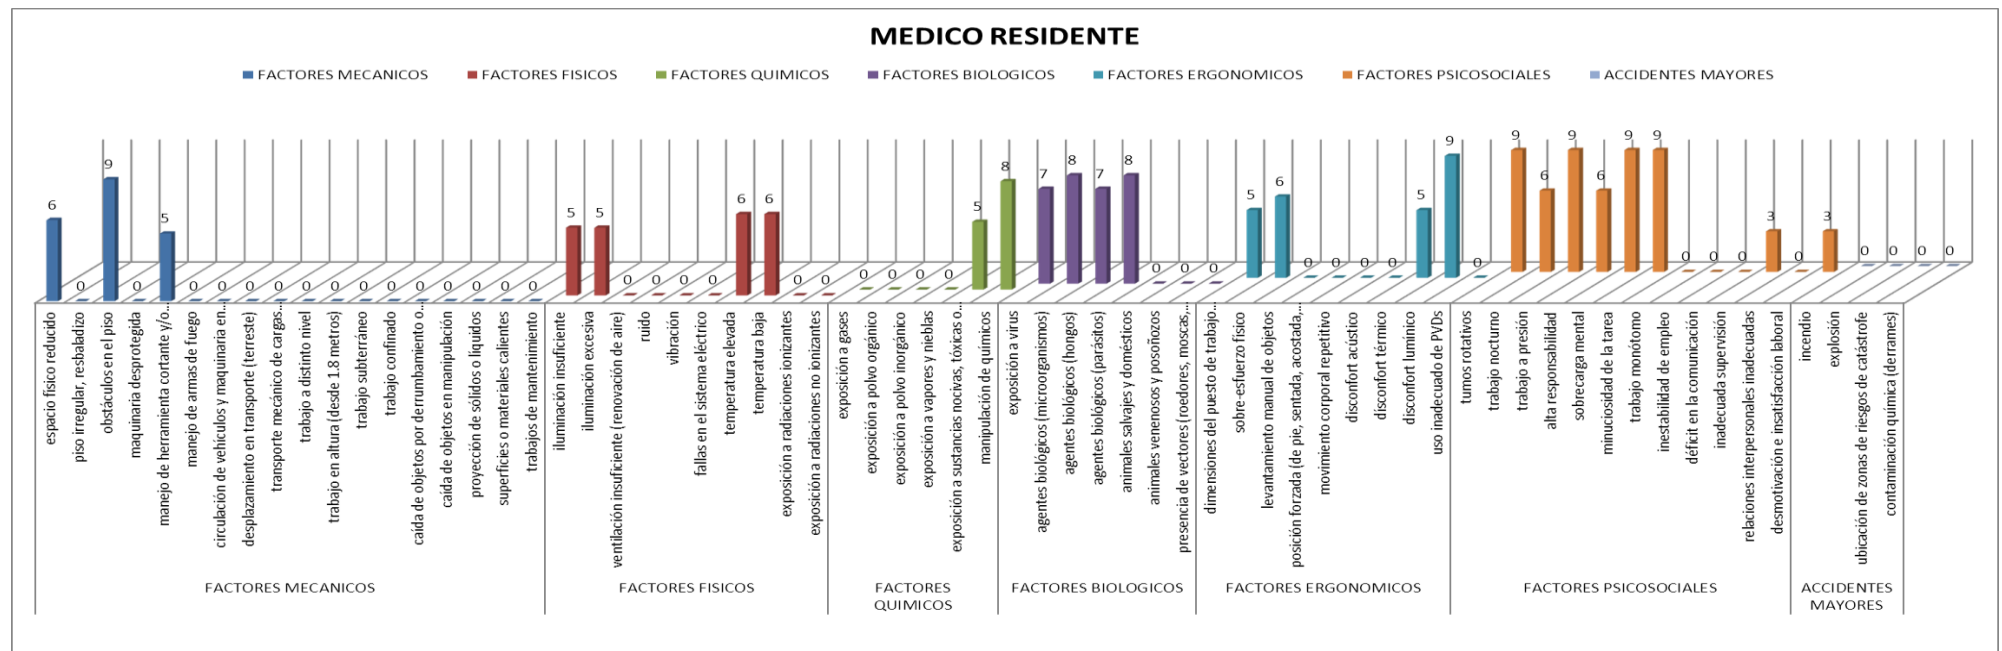 MEDICO RESIDENTE
FACTORES MECANICOS FACTORES FISICOS FACTORES QUIMICOS FACTORES BIOLOGICOS FACTORES ERGONOMICOS FACTORES PSICOSOCIALES ACCIDENTES MAYORES
6 0 9 0 5 0 0 0 0 0 0 0 0 0 0 0 0 0
5 5 0 0 0 0 6 6 0 0
0 0 0 0 5 8
7 8 7 8 0 0 0
5 6 0 0 0 0 5 9 0
9 6 9 6 9 9 0 0 0 3 0 3
0 0 0 0
espacio físico reducido
piso irregular, resbaladizo
obstáculos en el piso
maquinaria desprotegida
manejo de herramienta cortante y/o...
manejo de armas de fuego
circulación de vehículos y maquinaria en...
desplazamiento en transporte (terreste)
transporte mecánico de cargas...
trabajo a distinto nivel
trabajo en altura (desde 1.8 metros)
trabajo subterráneo
trabajo confinado
caída de objetos por derrumbamiento o...
caida de objetos en manipulación
proyección de sólidos o líquidos
superficies o materiales calientes
trabajos de mantenimiento
iluminación insuficiente
iluminación excesiva
ventilación insuficiente (renovación de aire)
ruido
vibración
fallas en el sistema eléctrico
temperatura elevada
temperatura baja
exposición a radiaciones ionizantes
exposición a radiaciones no ionizantes
exposición a gases
exposición a polvo orgánico
exposición a polvo inorgánico
exposición a vapores y nieblas
exposición a sustancias nocivas, tóxicas o...
manipulación de químicos
exposición a virus
agentes biológicos (microorganismos)
agentes biológicos (hongos)
agentes biológicos (parásitos)
animales salvajes y domésticos
animales venenosos y posoñozos
presencia de vectores (roedores, moscas,...
dimensiones del puesto de trabajo...
sobre-esfuerzo físico
levantamiento manual de objetos
posición forzada (de pie, sentada, acostada,...
movimiento corporal repetitivo
disconfort acústico
disconfort térmico
disconfort lumínico
uso inadecuado de PVDs
turnos rotativos
trabajo nocturno
trabajo a presión
alta responsabilidad
sobrecarga mental
minuciosidad de la tarea
trabajo monótomo
inestabilidad de empleo
déficit en la comunicación
inadecuada supervisión
relaciones interpersonales inadecuadas
desmotivación e insatisfacción laboral
incendio
explosión
ubicación de zonas de riesgos de catástrofe
contaminación química (derrames)
FACTORES MECANICOS
FACTORES FISICOS
FACTORES
QUIMICOS
FACTORES BIOLOGICOS
FACTORES ERGONOMICOS
FACTORES PSICOSOCIALES
ACCIDENTES
MAYORES